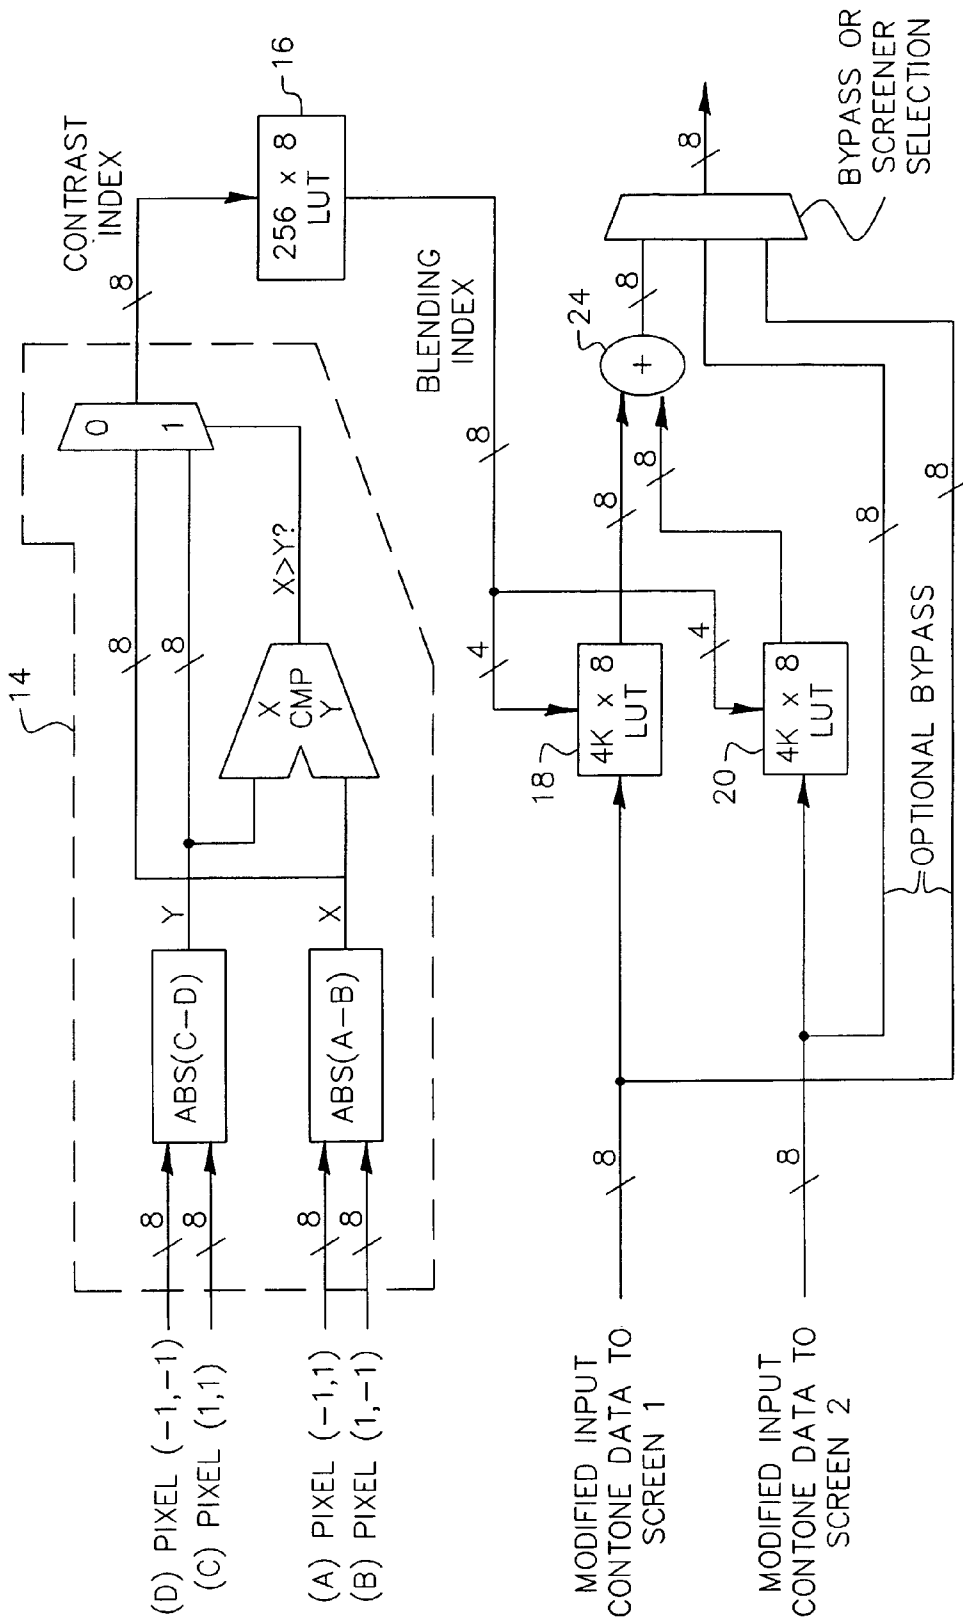 14
(D) PIXEL (-1,-1)
(C) PIXEL (1,1)
(A) PIXEL (-1,1)
(B) PIXEL (1,-1)
8
8
8
8
ABS(C-D)
ABS(A-B)
Y
X
X
CMP
Y
X>Y?
8
8
0
1
8
CONTRAST
INDEX
256 x 8
LUT
16
BLENDING
INDEX
8
4
4
MODIFIED INPUT
CONTONE DATA TO
SCREEN 1
8
18
4K x 8
LUT
8
MODIFIED INPUT
CONTONE DATA TO
SCREEN 2
8
20
4K x 8
LUT
8
+
24
8
8
8
8
OPTIONAL BYPASS
BYPASS OR
SCREENER
SELECTION